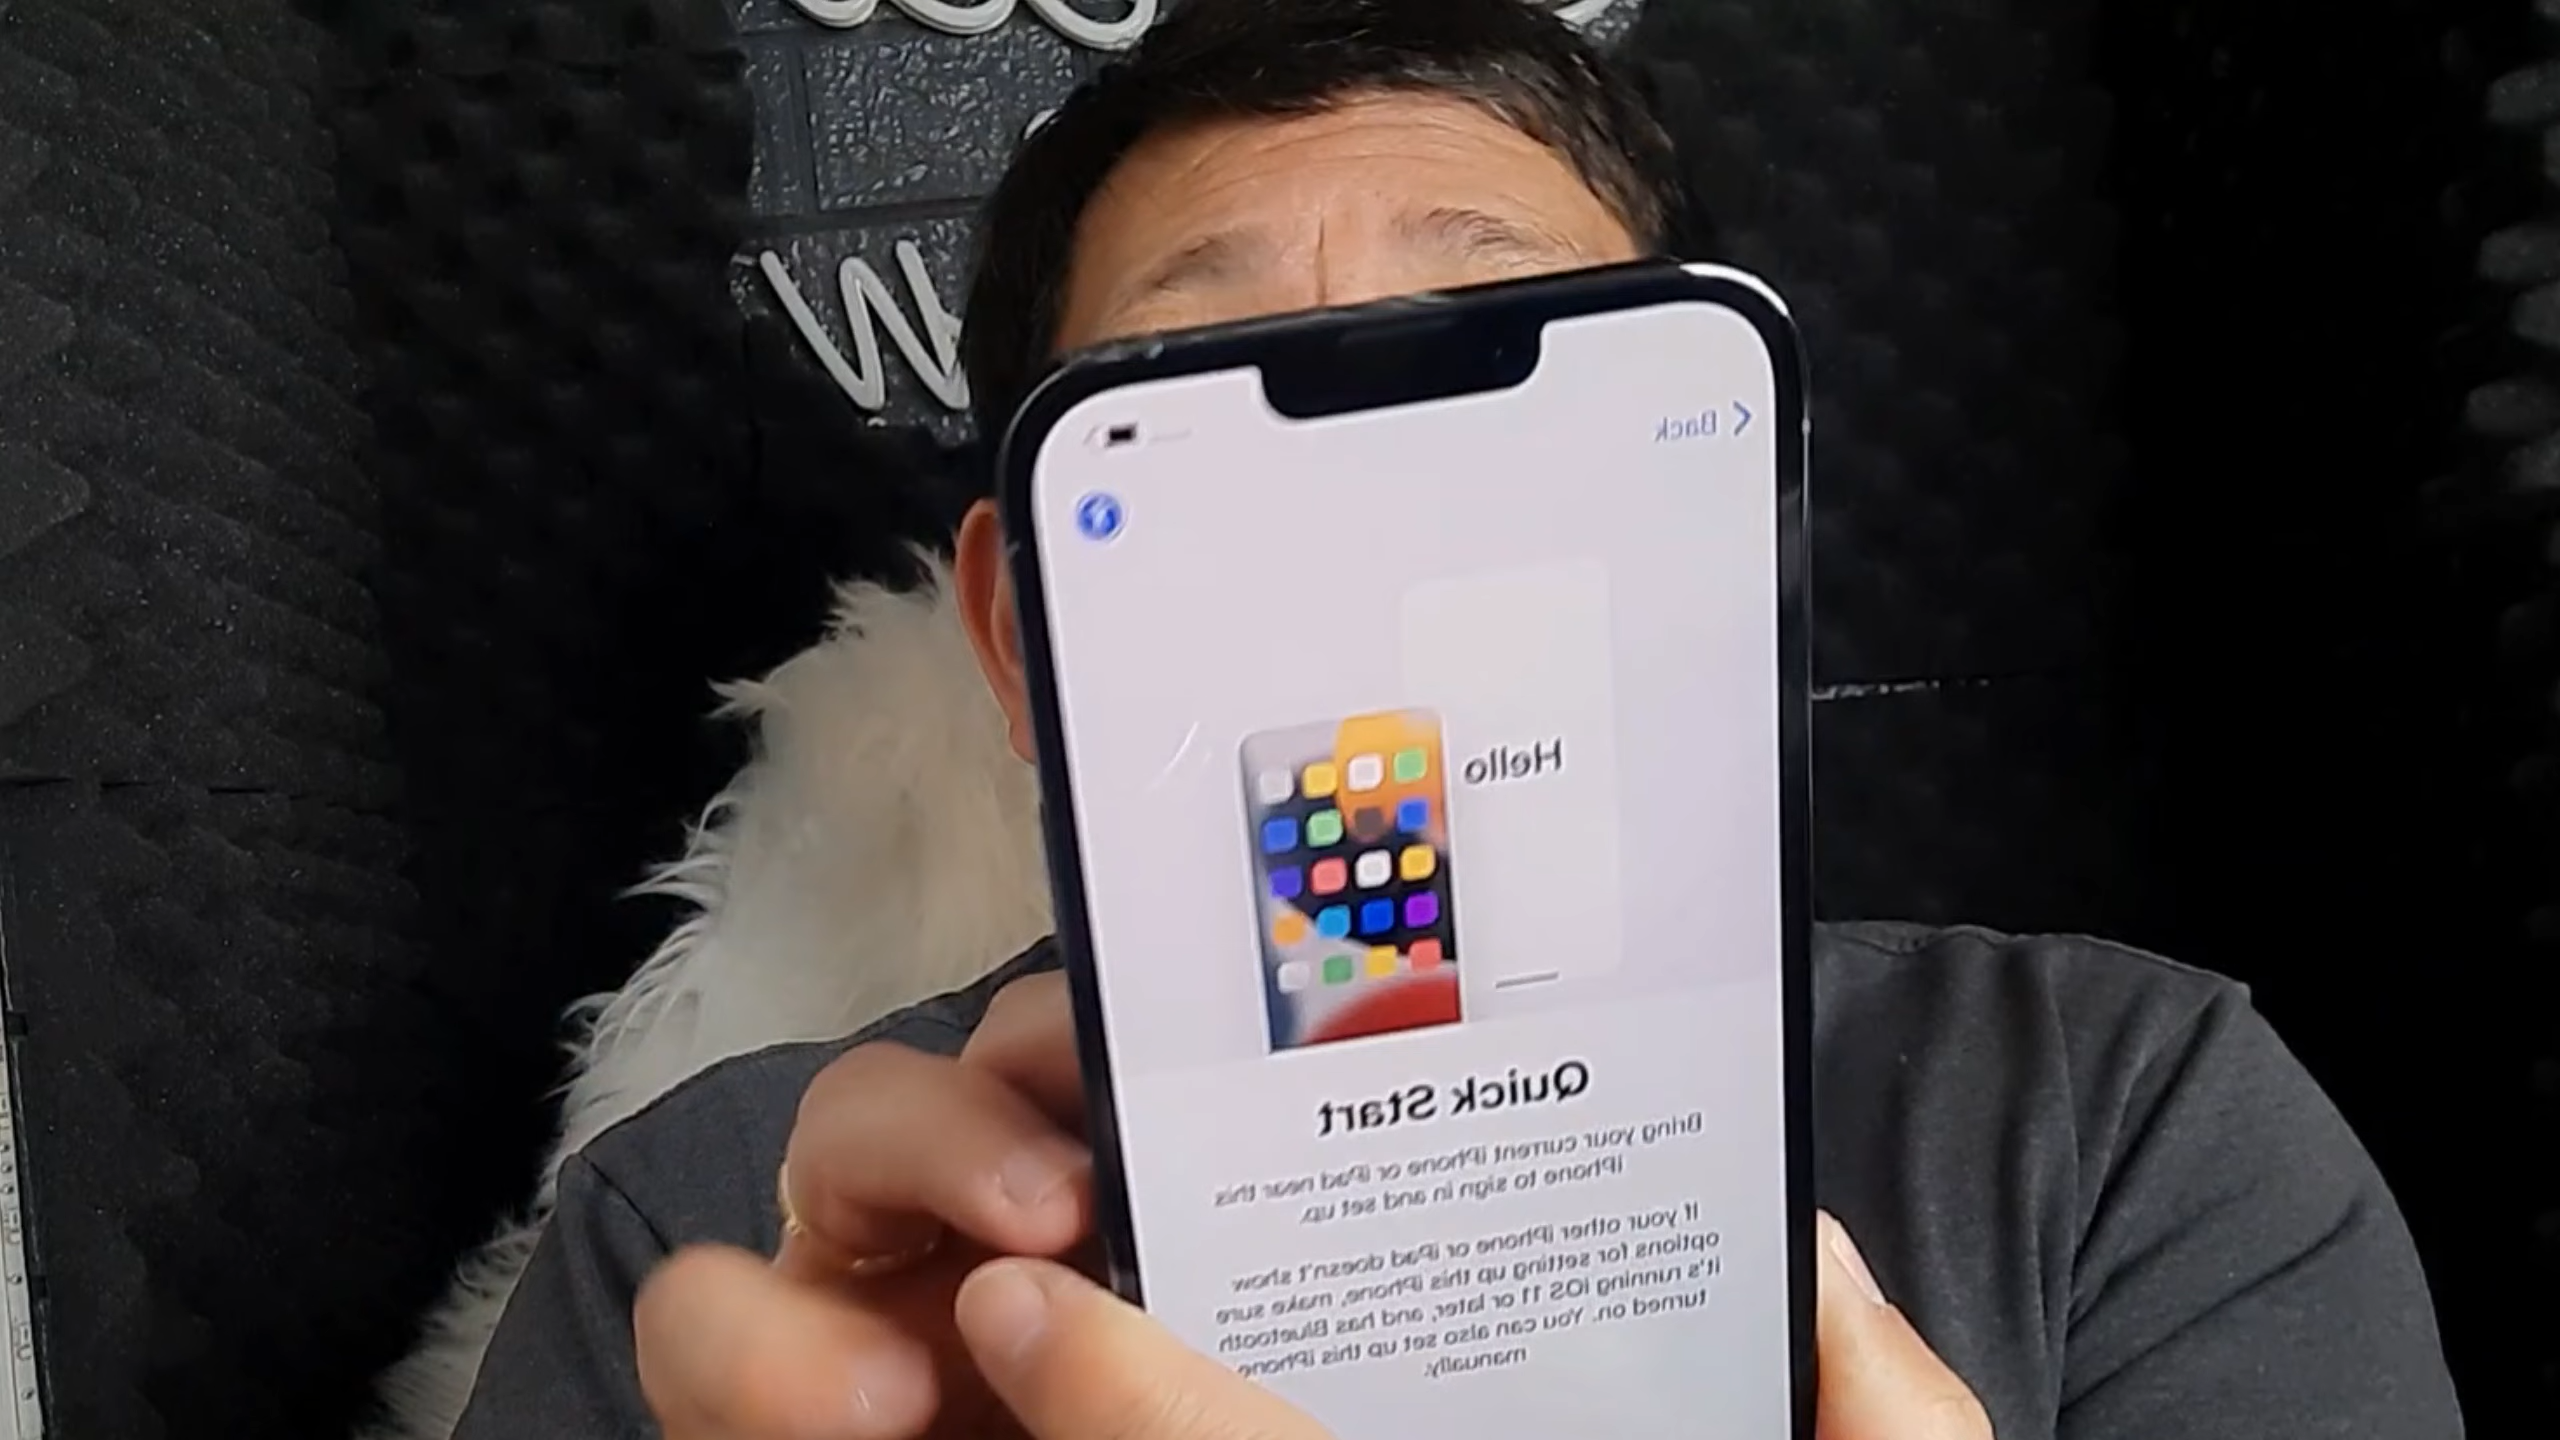 W
Back
Hello
Quick Start
Bring your current iPhone or iPad near this
iPhone to sign in and set up.
If your other iPhone or iPad doesn't show
options for setting up this iPhone, make sure
it's running iOS 11 or later, and has Bluetooth
turned on. You can also set up this iPhone
manually.